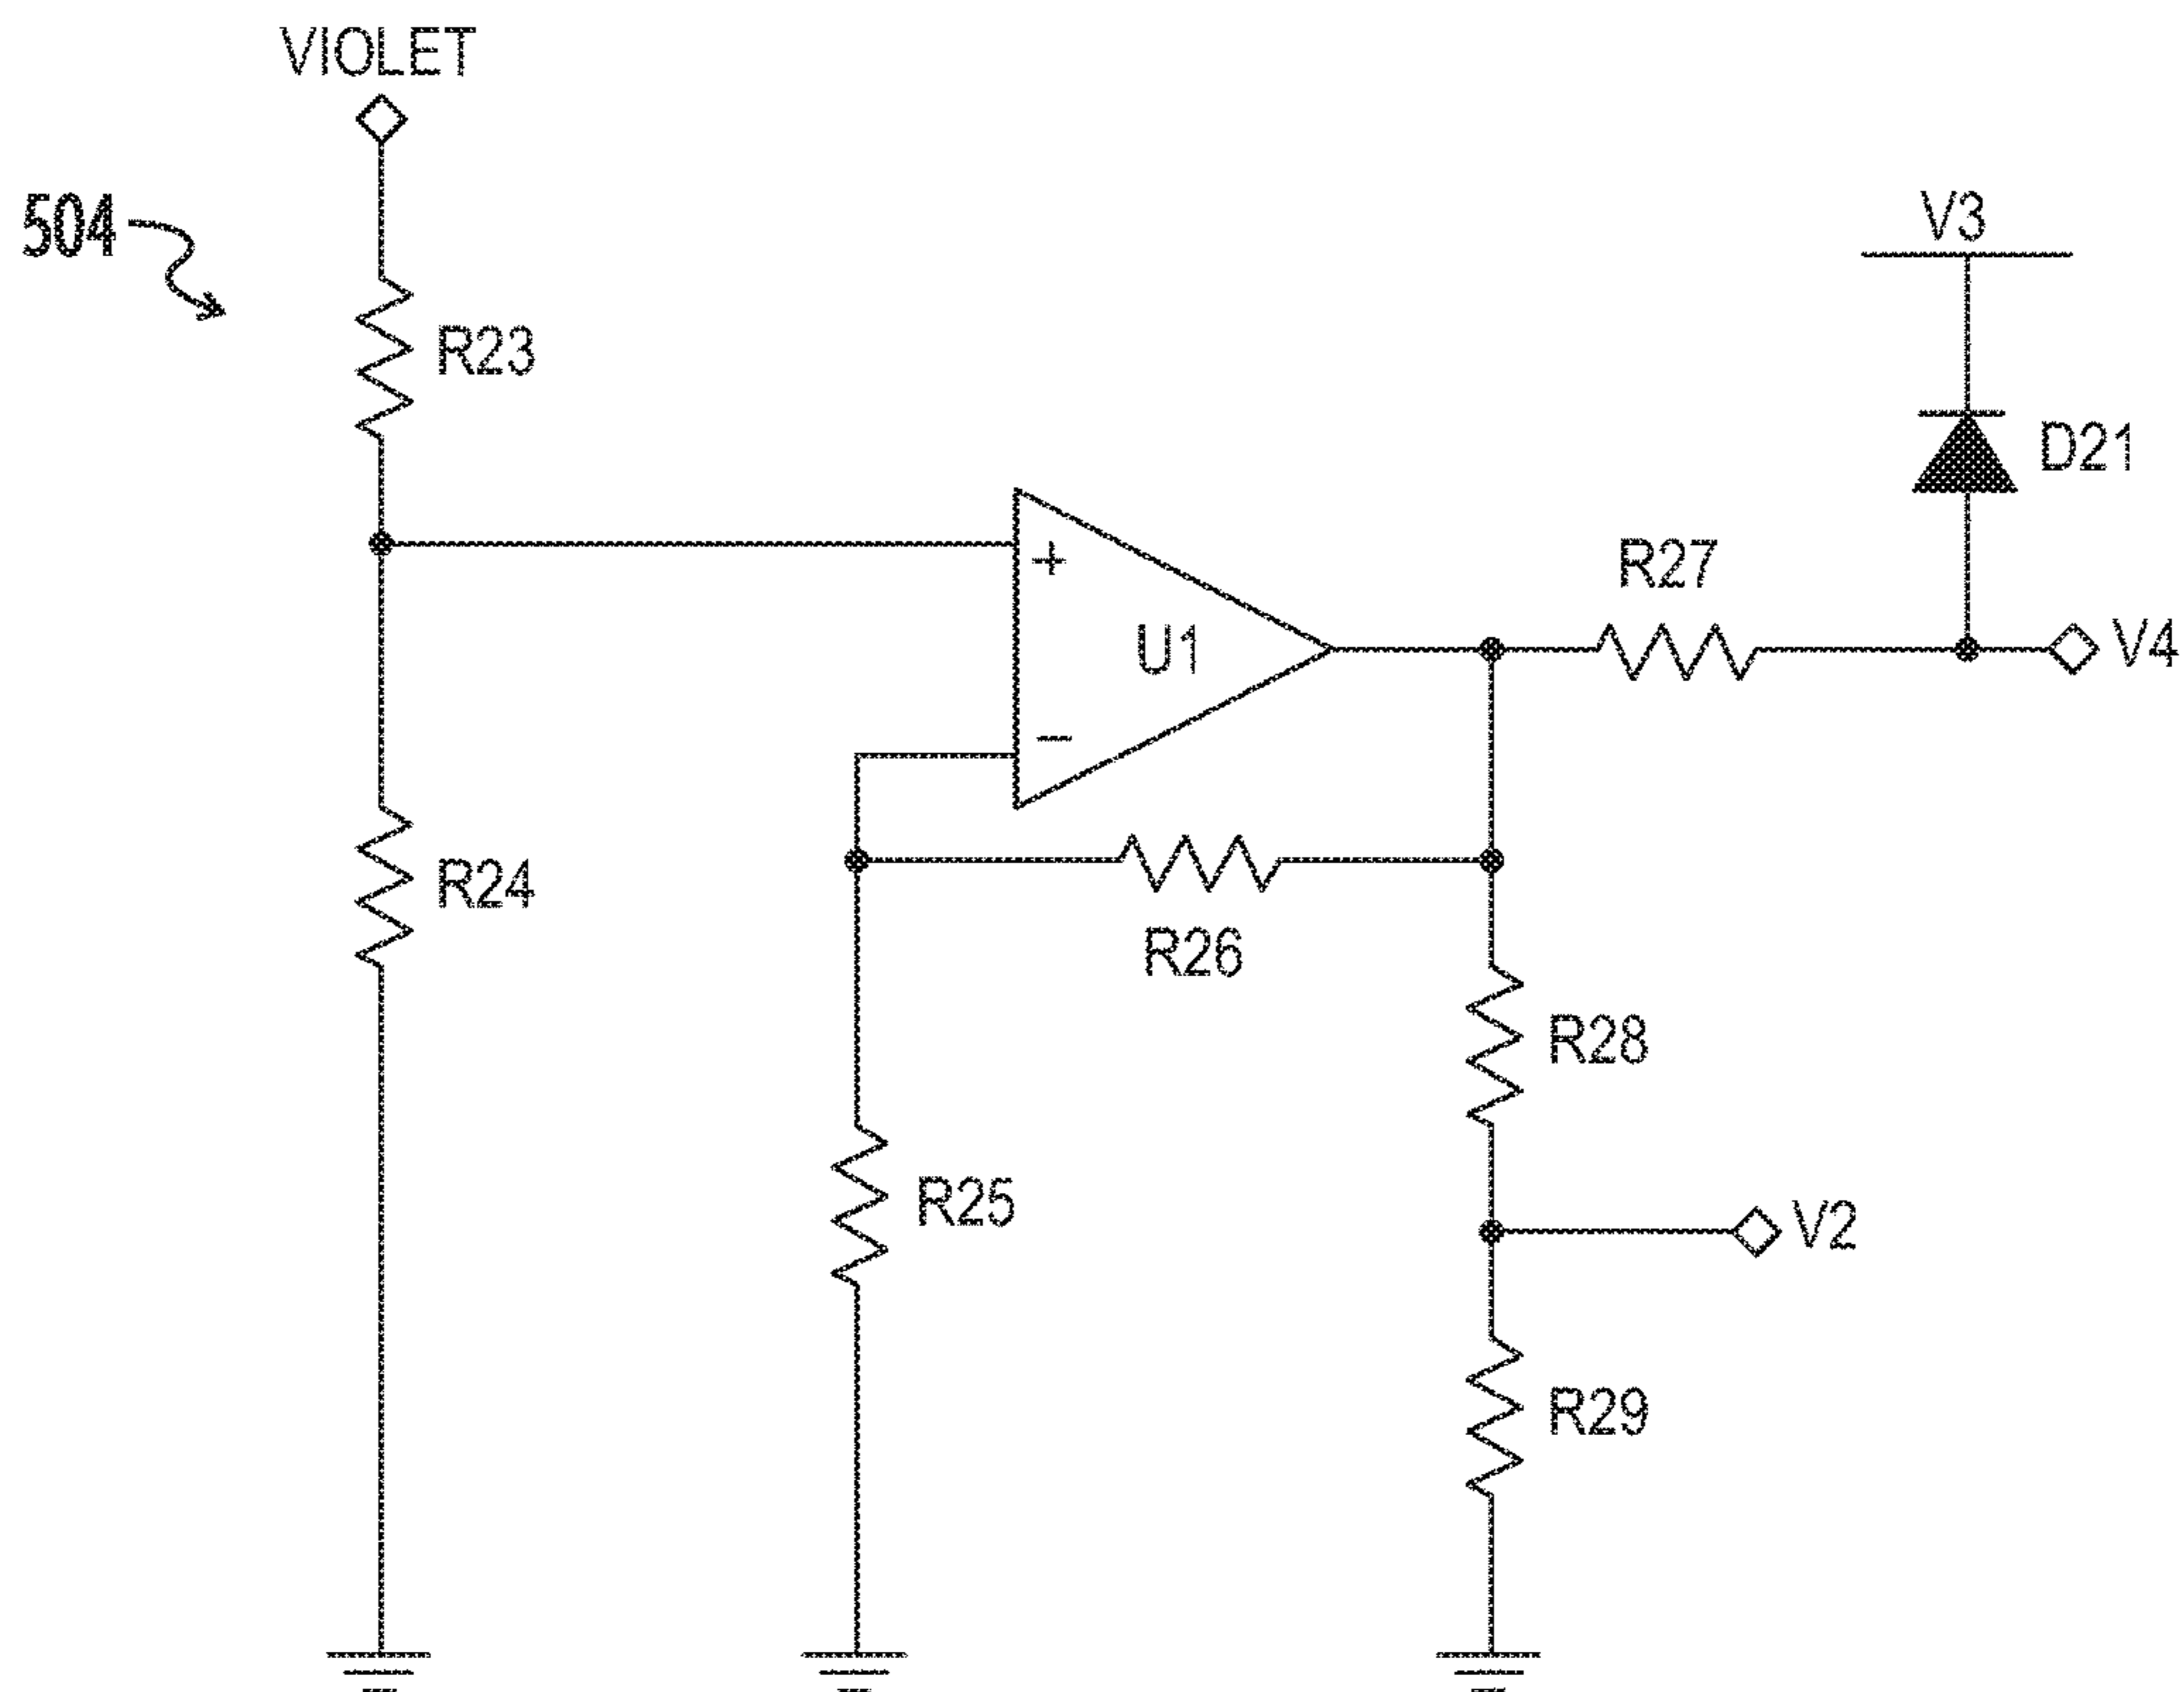 VIOLET
504
V3
R23
D21
R27
+
U1
V4
−
R24
R26
R28
R25
V2
R29